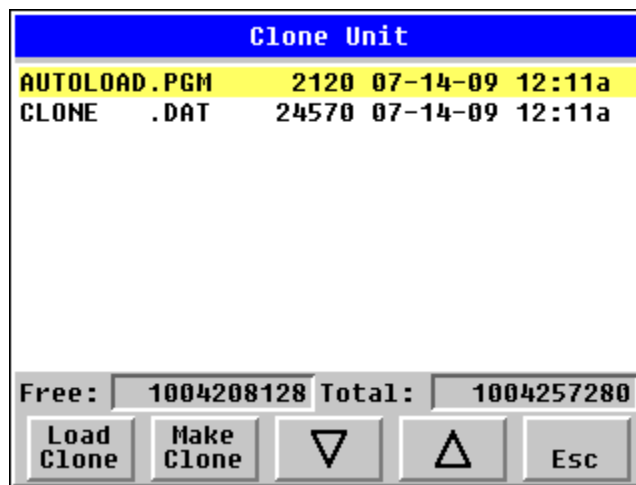 Clone Unit
AUTOLOAD.PGM 2120 07-14-09 12:11a
CLONE .DAT 24570 07-14-09 12:11a
Free: 1004208128 Total: 1004257280
Load Clone Make Clone Esc